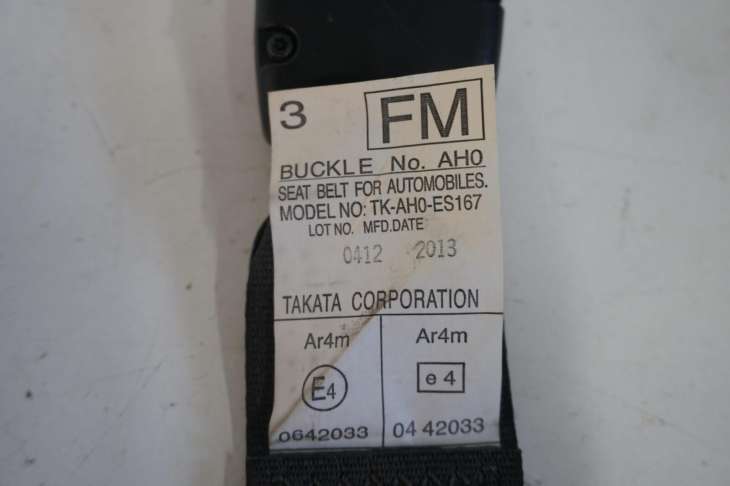 3 FM
BUCKLE No. AH0
SEAT BELT FOR AUTOMOBILES.
MODEL NO: TK-AH0-ES167
LOT NO. MFD.DATE
0412 2013
TAKATA CORPORATION
Ar4m Ar4m
E4 e4
0642033 04 42033